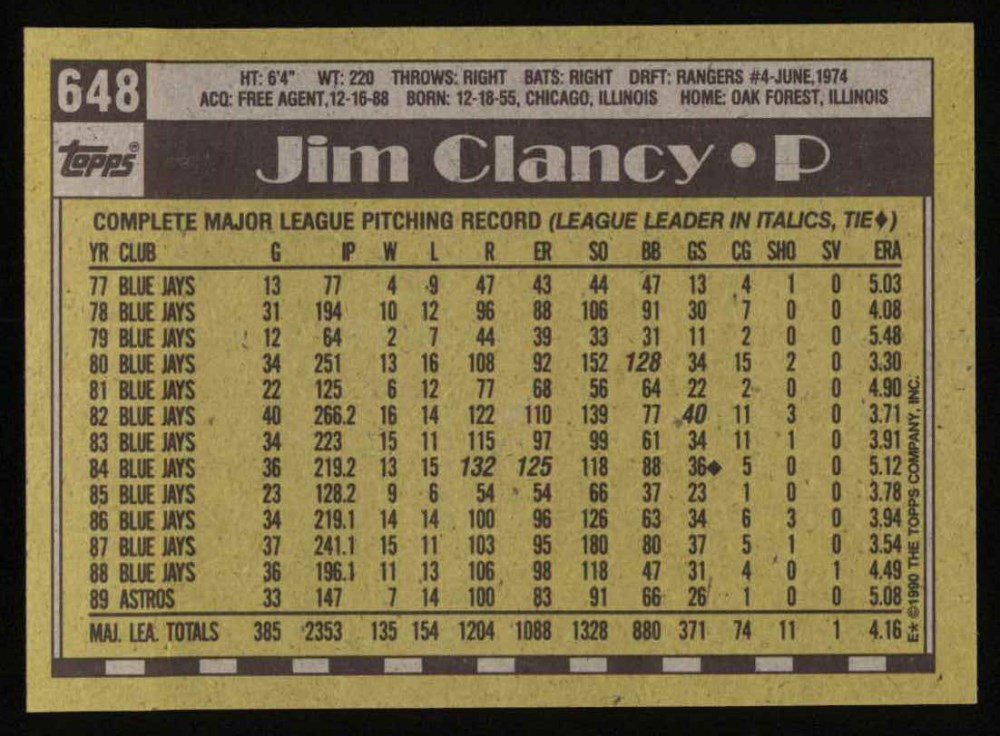 648
HT: 6'4" WT: 220 THROWS: RIGHT BATS: RIGHT DRFT: RANGERS #4-JUNE,1974
ACQ: FREE AGENT,12-16-88 BORN: 12-18-55, CHICAGO, ILLINOIS HOME: OAK FOREST, ILLINOIS
Topps®
Jim Clancy • P
COMPLETE MAJOR LEAGUE PITCHING RECORD (LEAGUE LEADER IN ITALICS, TIE♦)
YR CLUB G IP W L R ER SO BB GS CG SHO SV ERA
77 BLUE JAYS 13 77 4 9 47 43 44 47 13 4 1 0 5.03
78 BLUE JAYS 31 194 10 12 96 88 106 91 30 7 0 0 4.08
79 BLUE JAYS 12 64 2 7 44 39 33 31 11 2 0 0 5.48
80 BLUE JAYS 34 251 13 16 108 92 152 128 34 15 2 0 3.30
81 BLUE JAYS 22 125 6 12 77 68 56 64 22 2 0 0 4.90
82 BLUE JAYS 40 266.2 16 14 122 110 139 77 40 11 3 0 3.71
83 BLUE JAYS 34 223 15 11 115 97 99 61 34 11 1 0 3.91
84 BLUE JAYS 36 219.2 13 15 132 125 118 88 36♦ 5 0 0 5.12
85 BLUE JAYS 23 128.2 9 6 54 54 66 37 23 1 0 0 3.78
86 BLUE JAYS 34 219.1 14 14 100 96 126 63 34 6 3 0 3.94
87 BLUE JAYS 37 241.1 15 11 103 95 180 80 37 5 1 0 3.54
88 BLUE JAYS 36 196.1 11 13 106 98 118 47 31 4 0 1 4.49
89 ASTROS 33 147 7 14 100 83 91 66 26 1 0 0 5.08
MAJ. LEA. TOTALS 385 2353 135 154 1204 1088 1328 880 371 74 11 1 4.16
E* ©1990 THE TOPPS COMPANY, INC.